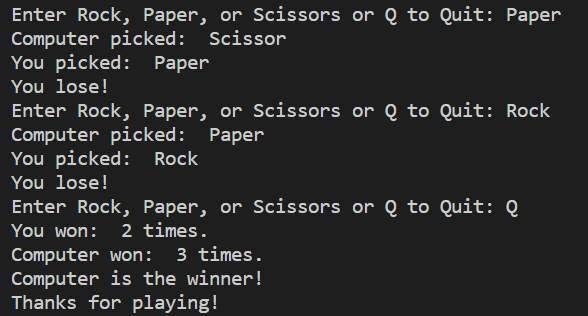 Enter Rock, Paper, or Scissors or Q to Quit: Paper
Computer picked:  Scissor
You picked:  Paper
You lose!
Enter Rock, Paper, or Scissors or Q to Quit: Rock
Computer picked:  Paper
You picked:  Rock
You lose!
Enter Rock, Paper, or Scissors or Q to Quit: Q
You won:  2 times.
Computer won:  3 times.
Computer is the winner!
Thanks for playing!